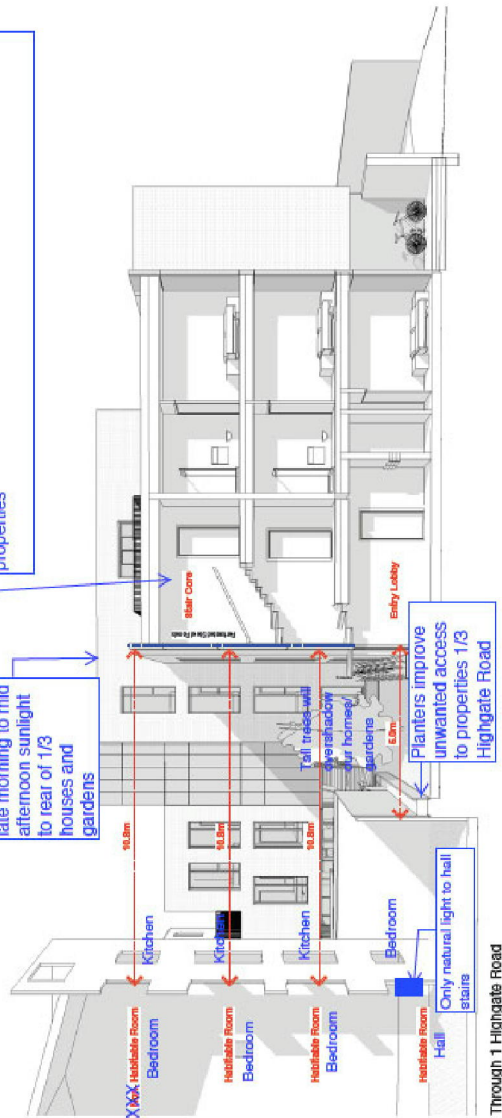 properties
late morning to mid
afternoon sunlight
to rear of 1/3
houses and
gardens
Stair Core
Entry Lobby
Planters improve
unwanted access
to properties 1/3
Highgate Road
Tall trees will
overshadow
our homes/
gardens
6.0m
10.8m
10.8m
10.8m
Kitchen
Kitchen
Kitchen
Bedroom
XXX
Habitable Room
Bedroom
Habitable Room
Bedroom
Habitable Room
Bedroom
Habitable Room
Hall
Only natural light to hall
stairs
Through 1 Highgate Road